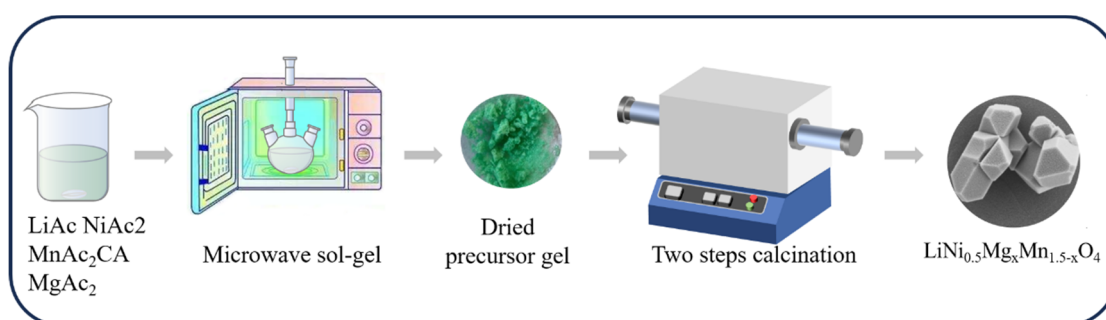 LiAc NiAc2
MnAc₂CA
MgAc₂
Microwave sol-gel
Dried
precursor gel
Two steps calcination
LiNi₀.₅MgₓMn₁.₅₋ₓO₄